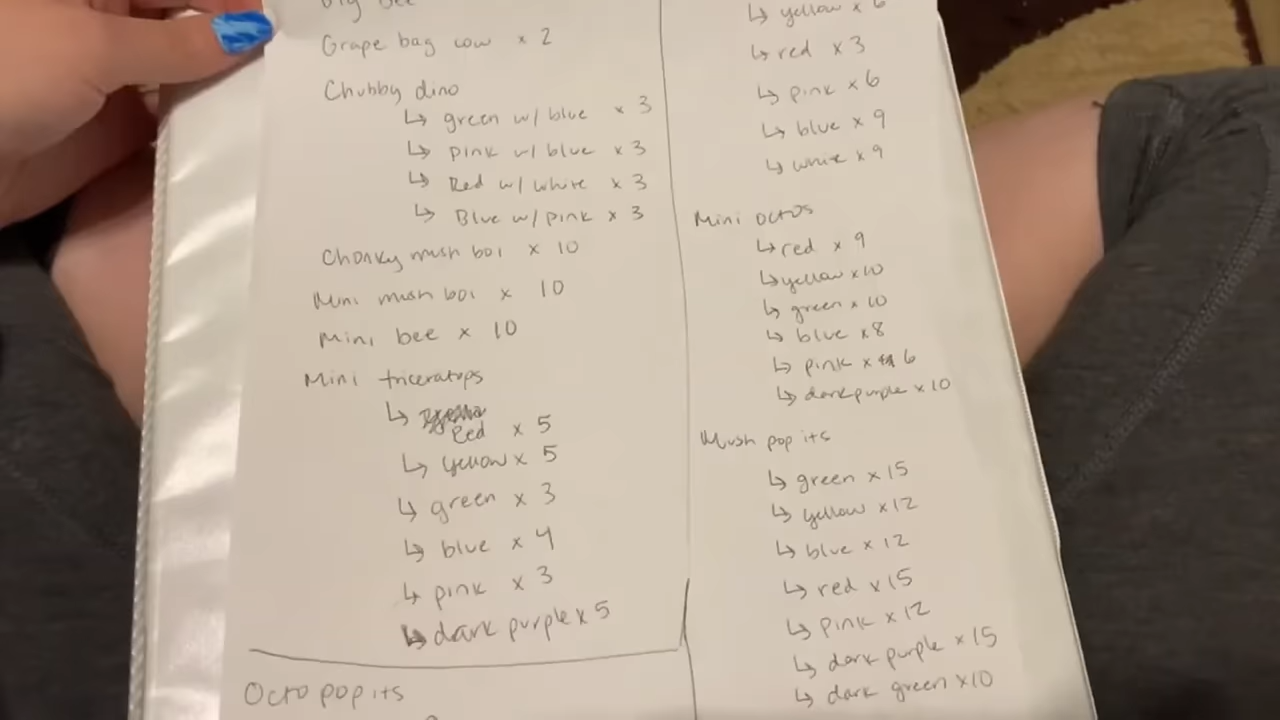 big bee
Grape bag cow x 2
Chubby dino
↳ green w/ blue x 3
↳ pink w/ blue x 3
↳ Red w/ white x 3
↳ Blue w/ pink x 3
Chonky mush boi x 10
Mini mush boi x 10
Mini bee x 10
Mini triceratops
↳ Red x 5
↳ yellow x 5
↳ green x 3
↳ blue x 4
↳ pink x 3
↳ dark purple x 5
Octo pop its
↳ yellow x 6
↳ red x 3
↳ pink x 6
↳ blue x 9
↳ white x 9
Mini octos
↳ red x 9
↳ yellow x 10
↳ green x 10
↳ blue x 8
↳ pink x 6
↳ dark purple x 10
Mush pop its
↳ green x 15
↳ yellow x 12
↳ blue x 12
↳ red x 15
↳ pink x 12
↳ dark purple x 15
↳ dark green x 10